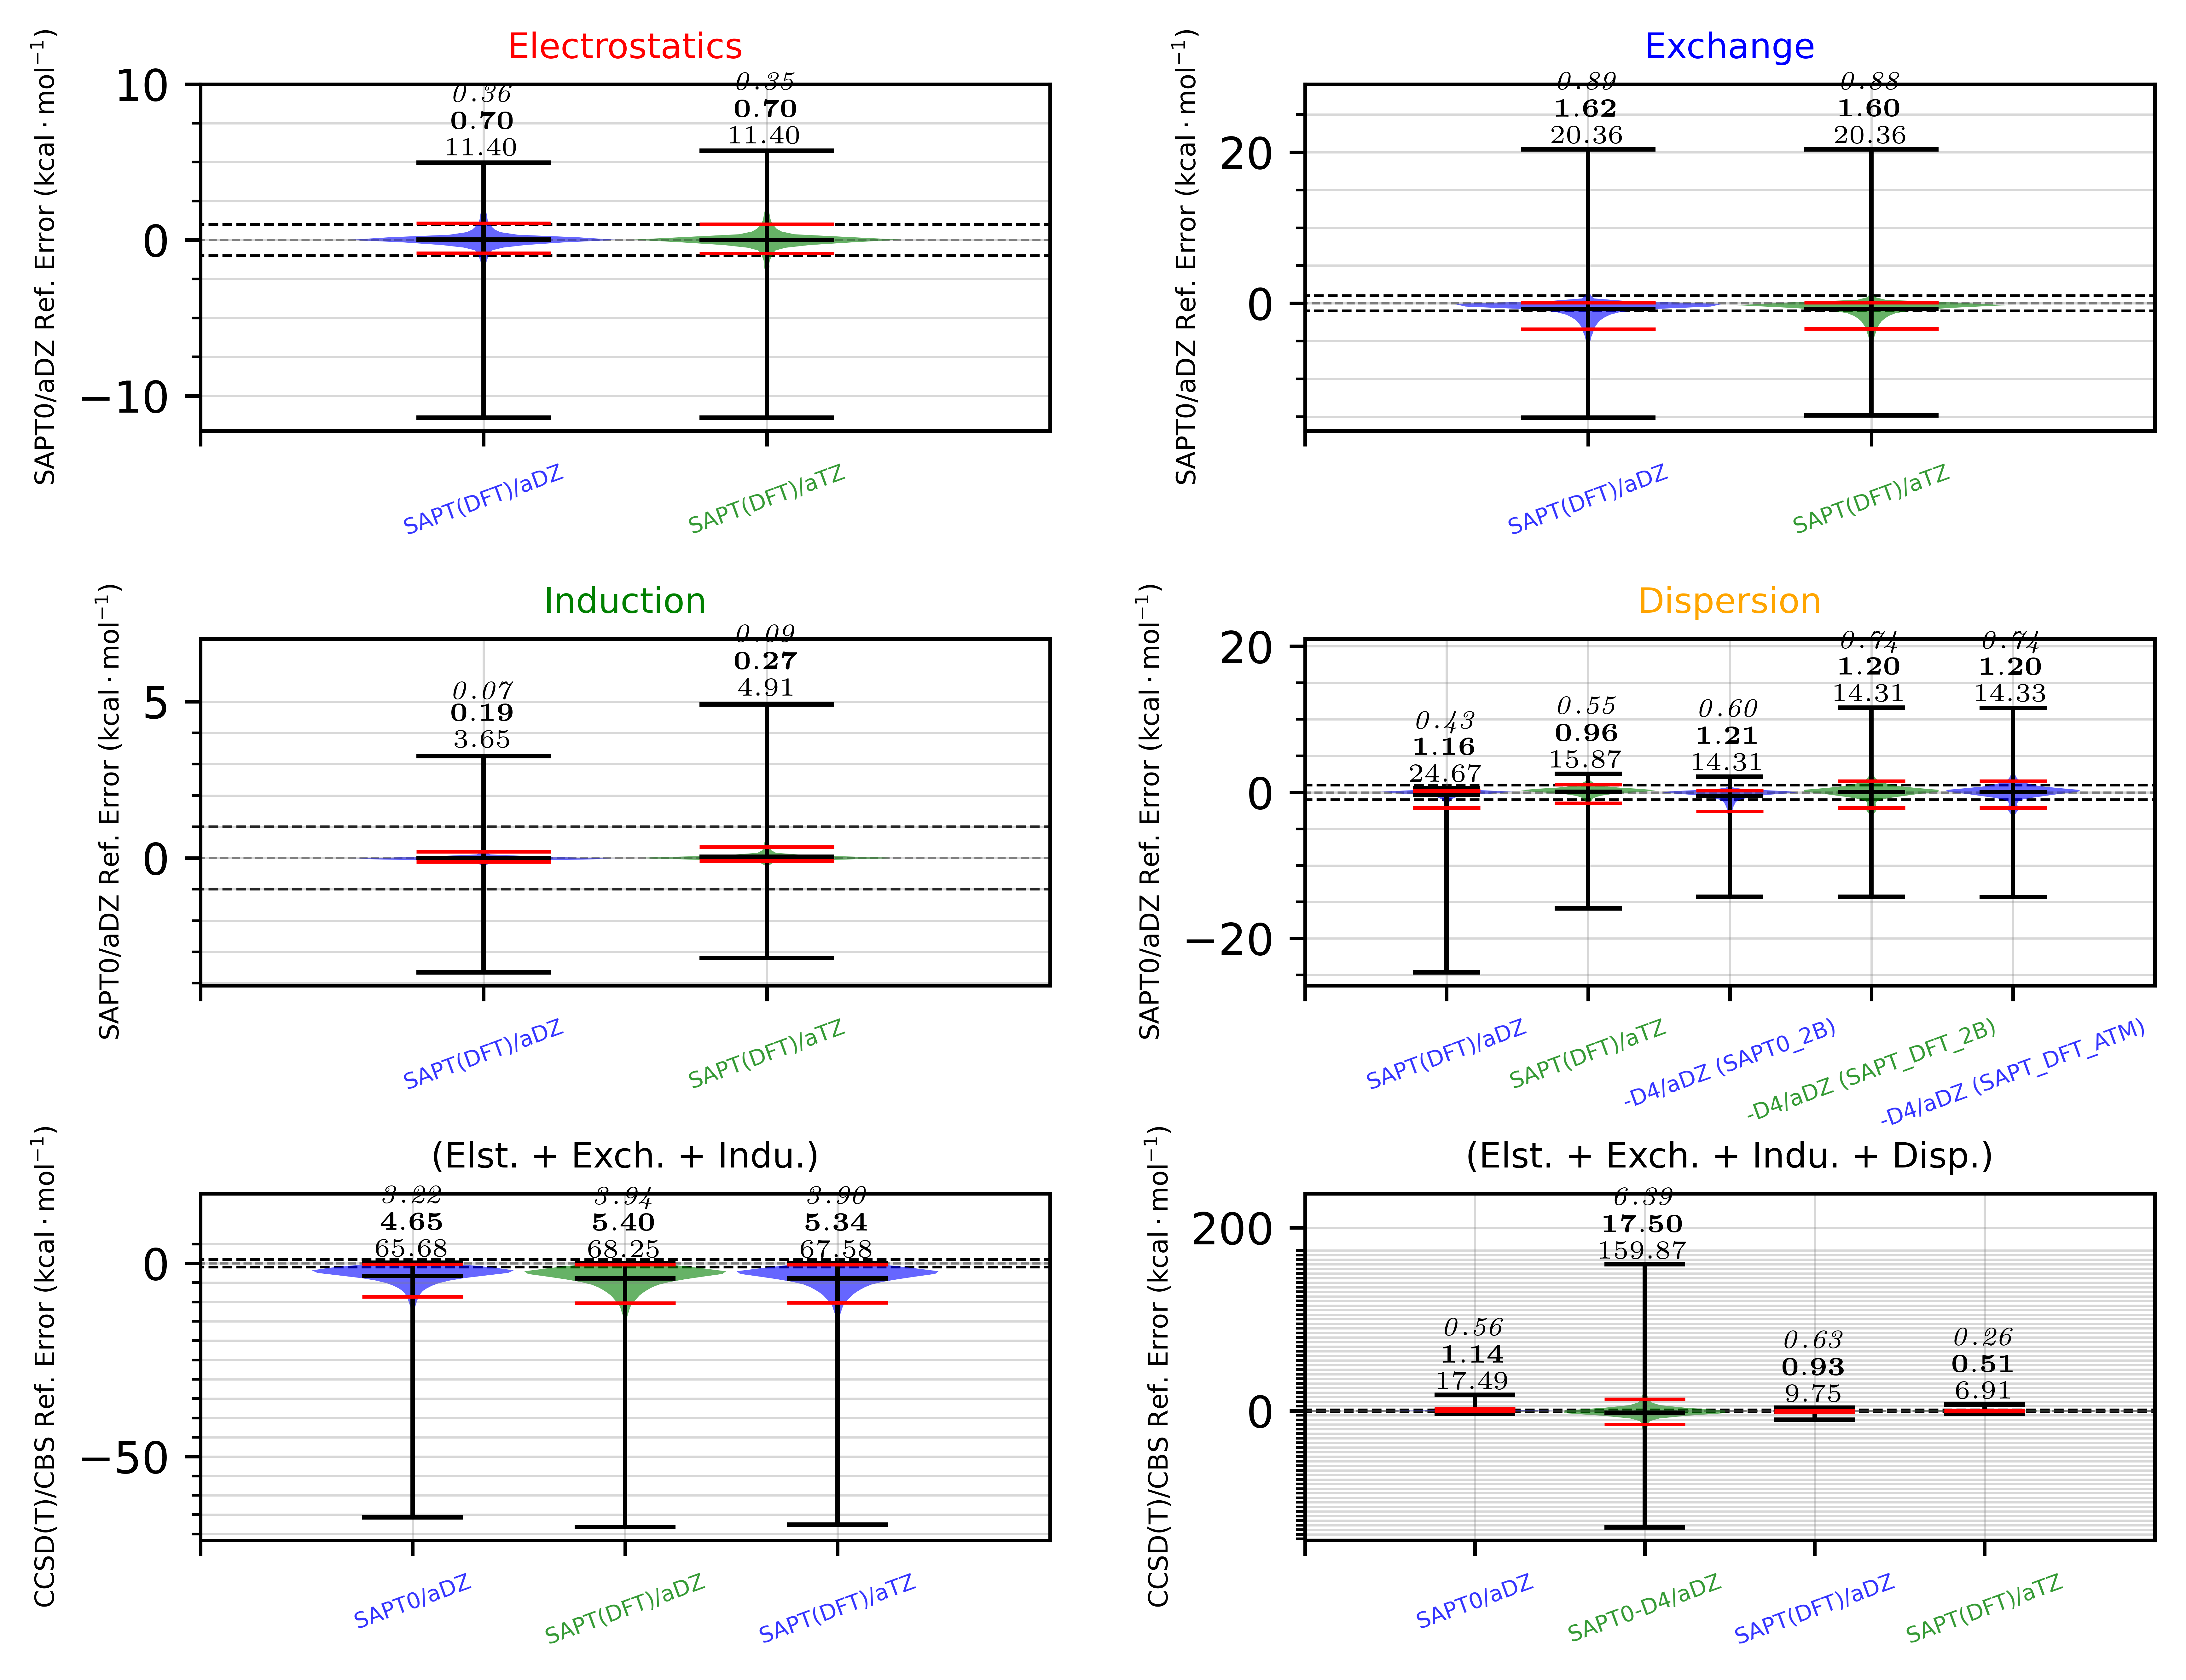 Electrostatics
SAPT0/aDZ Ref. Error (kcal·mol⁻¹)
10
0
−10
0.36
0.70
11.40
0.35
0.70
11.40
SAPT(DFT)/aDZ
SAPT(DFT)/aTZ
Exchange
SAPT0/aDZ Ref. Error (kcal·mol⁻¹)
20
0
0.89
1.62
20.36
0.88
1.60
20.36
SAPT(DFT)/aDZ
SAPT(DFT)/aTZ
Induction
SAPT0/aDZ Ref. Error (kcal·mol⁻¹)
5
0
0.07
0.19
3.65
0.09
0.27
4.91
SAPT(DFT)/aDZ
SAPT(DFT)/aTZ
Dispersion
SAPT0/aDZ Ref. Error (kcal·mol⁻¹)
20
0
−20
0.43
1.16
24.67
0.55
0.96
15.87
0.60
1.21
14.31
0.74
1.20
14.31
0.74
1.20
14.33
SAPT(DFT)/aDZ
SAPT(DFT)/aTZ
-D4/aDZ (SAPT0_2B)
-D4/aDZ (SAPT_DFT_2B)
-D4/aDZ (SAPT_DFT_ATM)
(Elst. + Exch. + Indu.)
CCSD(T)/CBS Ref. Error (kcal·mol⁻¹)
0
−50
3.22
4.65
65.68
3.94
5.40
68.25
3.90
5.34
67.58
SAPT0/aDZ
SAPT(DFT)/aDZ
SAPT(DFT)/aTZ
(Elst. + Exch. + Indu. + Disp.)
CCSD(T)/CBS Ref. Error (kcal·mol⁻¹)
200
0
0.56
1.14
17.49
6.39
17.50
159.87
0.63
0.93
9.75
0.26
0.51
6.91
SAPT0/aDZ
SAPT0-D4/aDZ
SAPT(DFT)/aDZ
SAPT(DFT)/aTZ